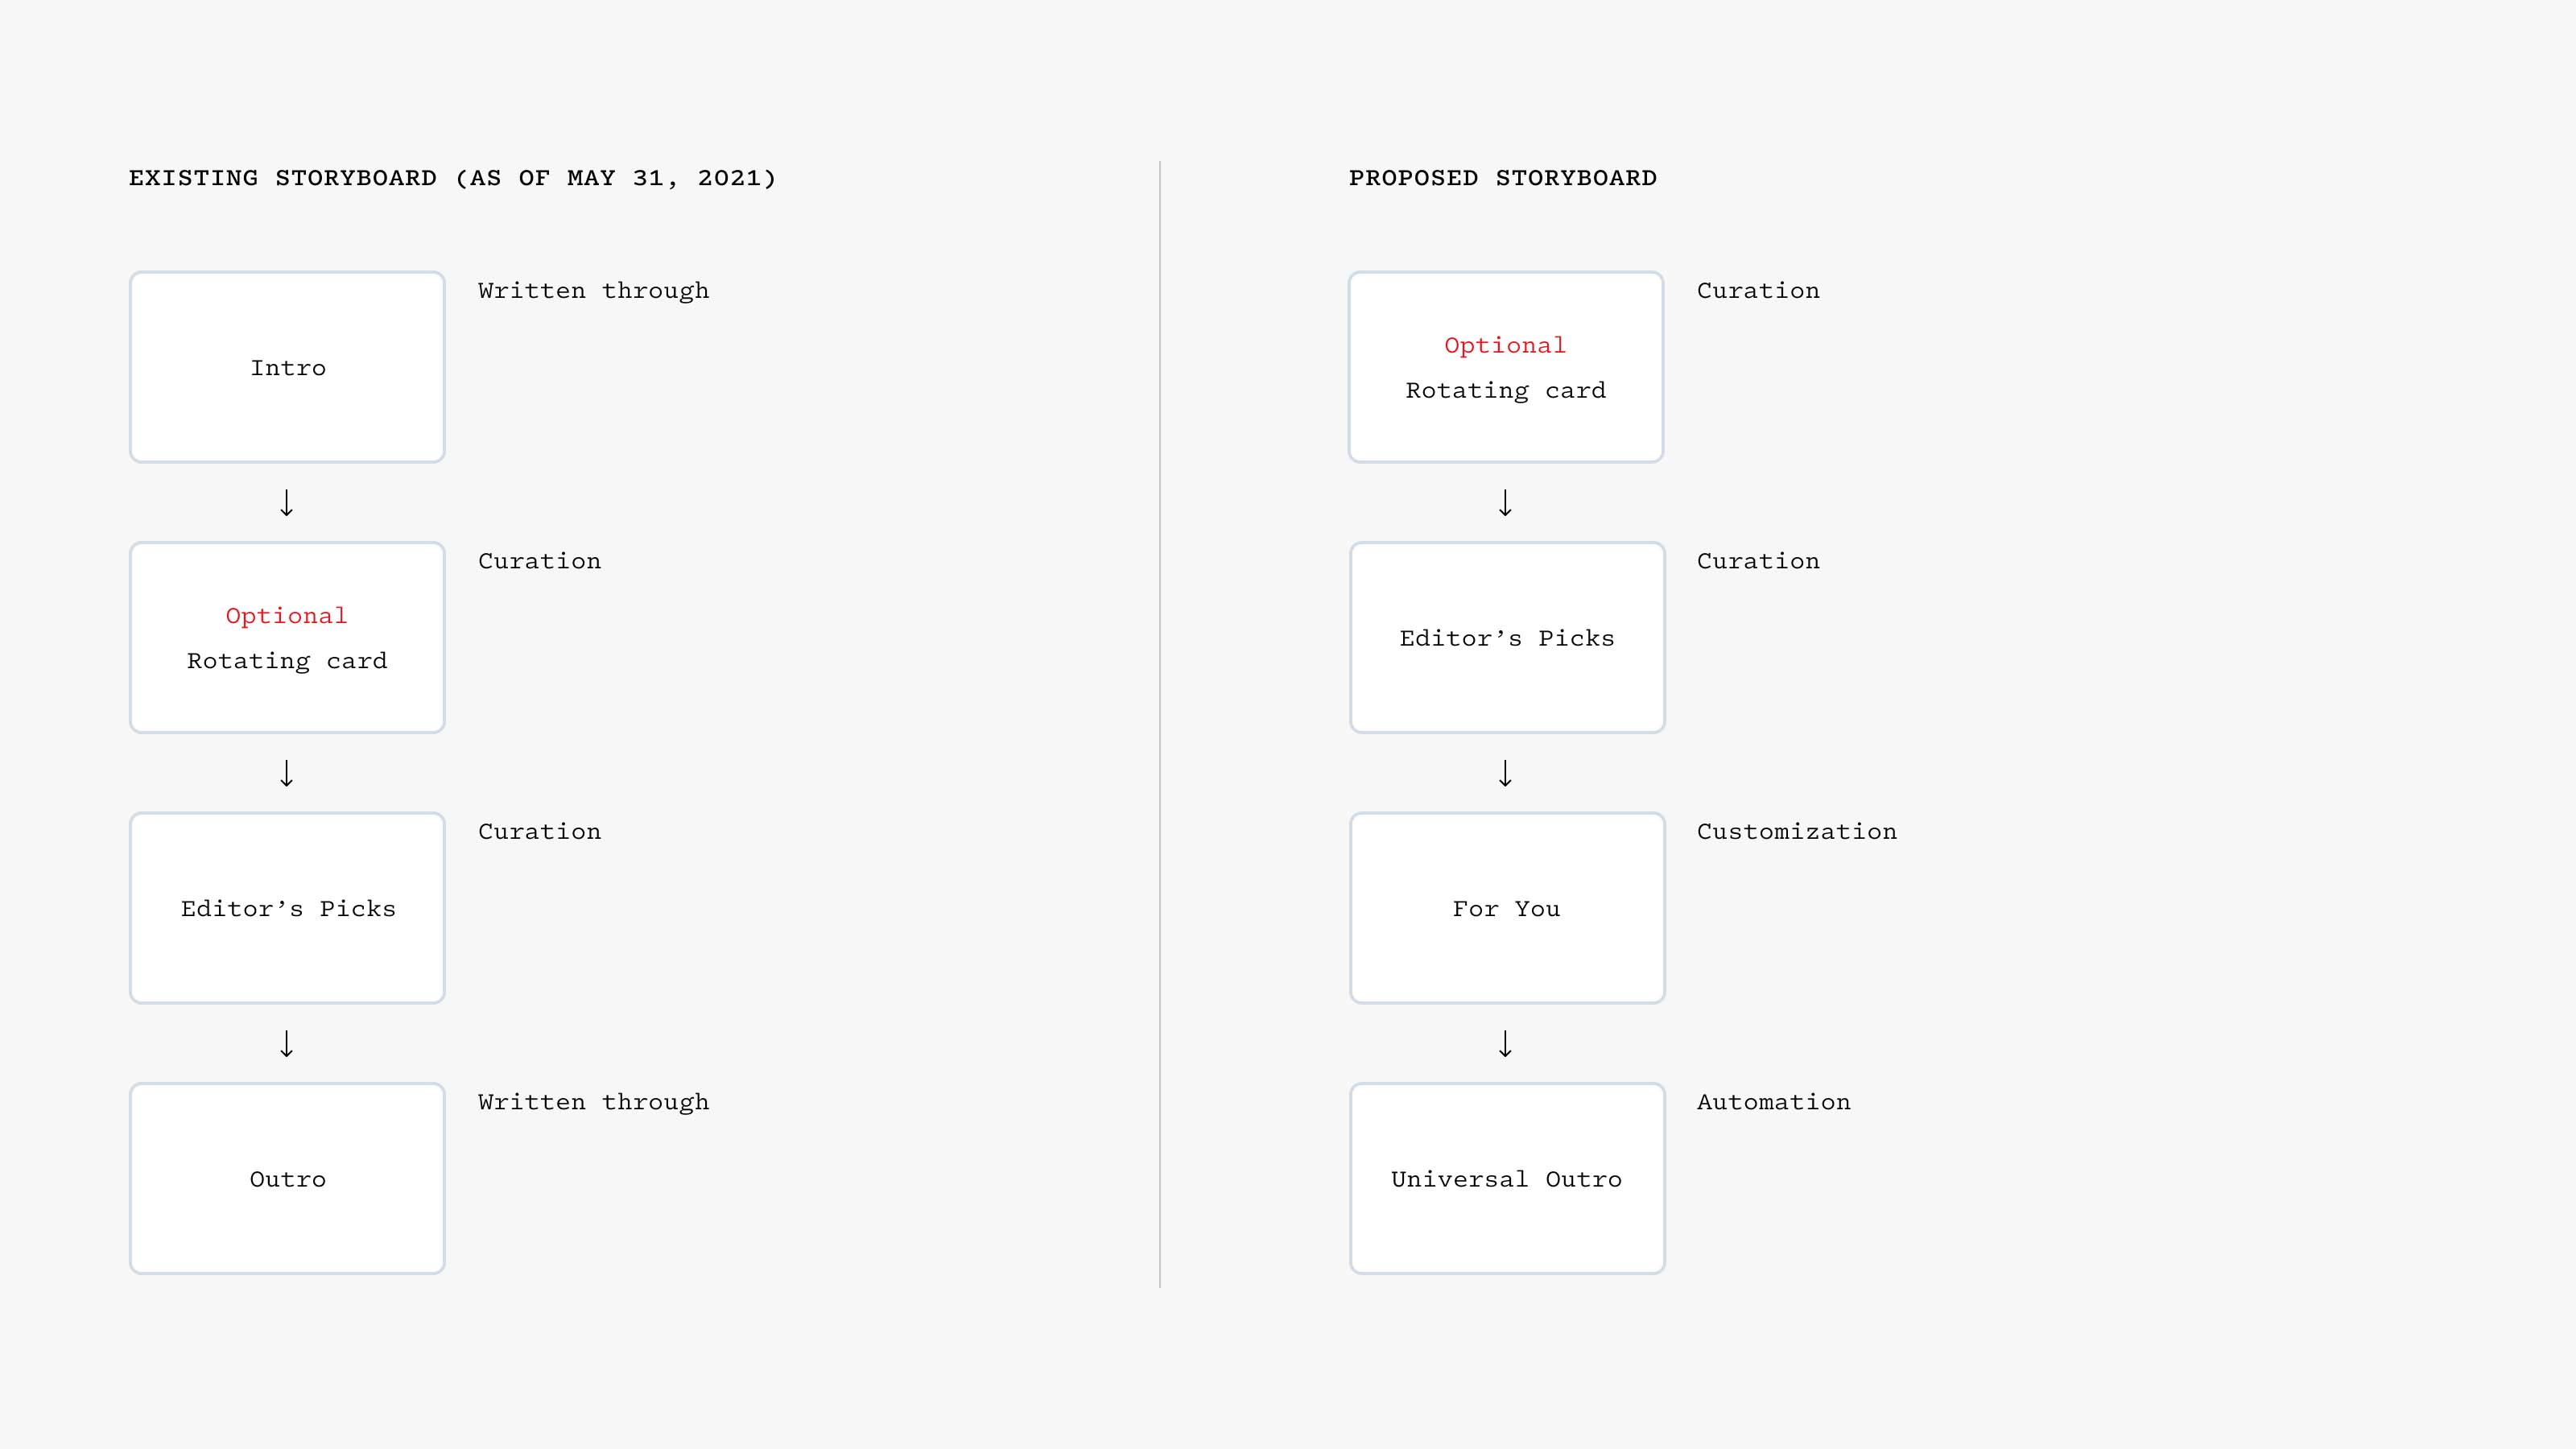 EXISTING STORYBOARD (AS OF MAY 31, 2021)
Intro
Written through
↓
Optional
Rotating card
Curation
↓
Editor’s Picks
Curation
↓
Outro
Written through
PROPOSED STORYBOARD
Optional
Rotating card
Curation
↓
Editor’s Picks
Curation
↓
For You
Customization
↓
Universal Outro
Automation